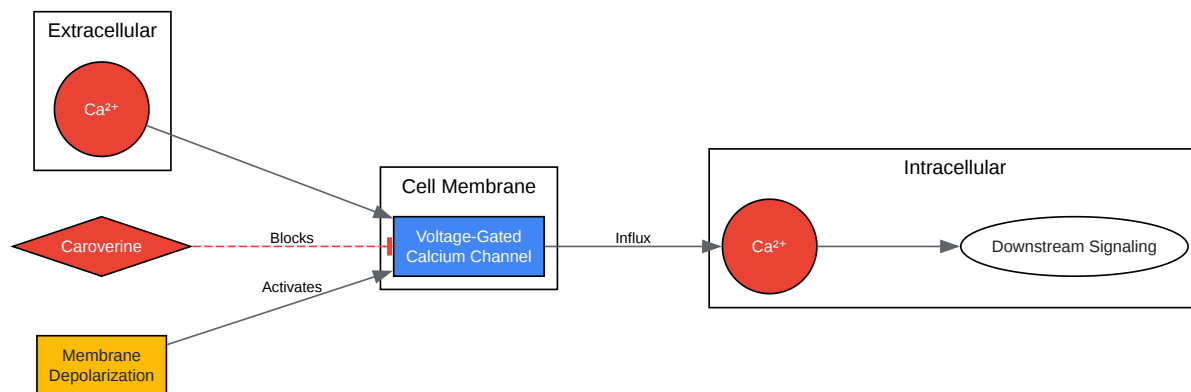 Extracellular
Ca²⁺
Caroverine
Blocks
Membrane
Depolarization
Activates
Cell Membrane
Voltage-Gated
Calcium Channel
Influx
Intracellular
Ca²⁺
Downstream Signaling